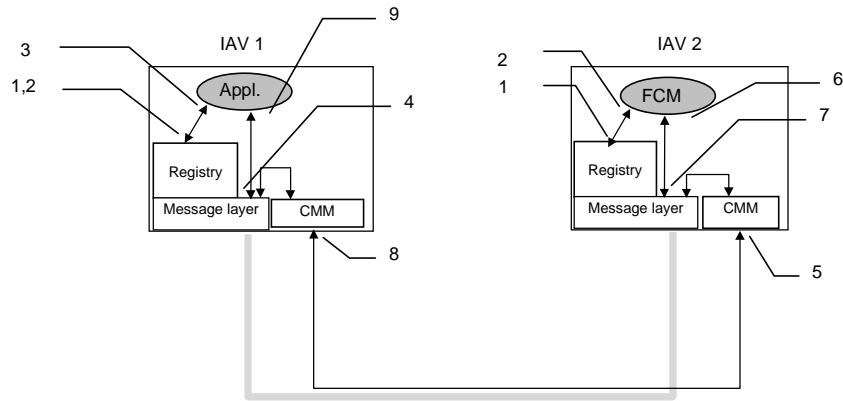 9
IAV 1
IAV 2
3
2
1,2
Appl.
4
1
FCM
6
7
Registry
Registry
Message layer
CMM
Message layer
CMM
8
5